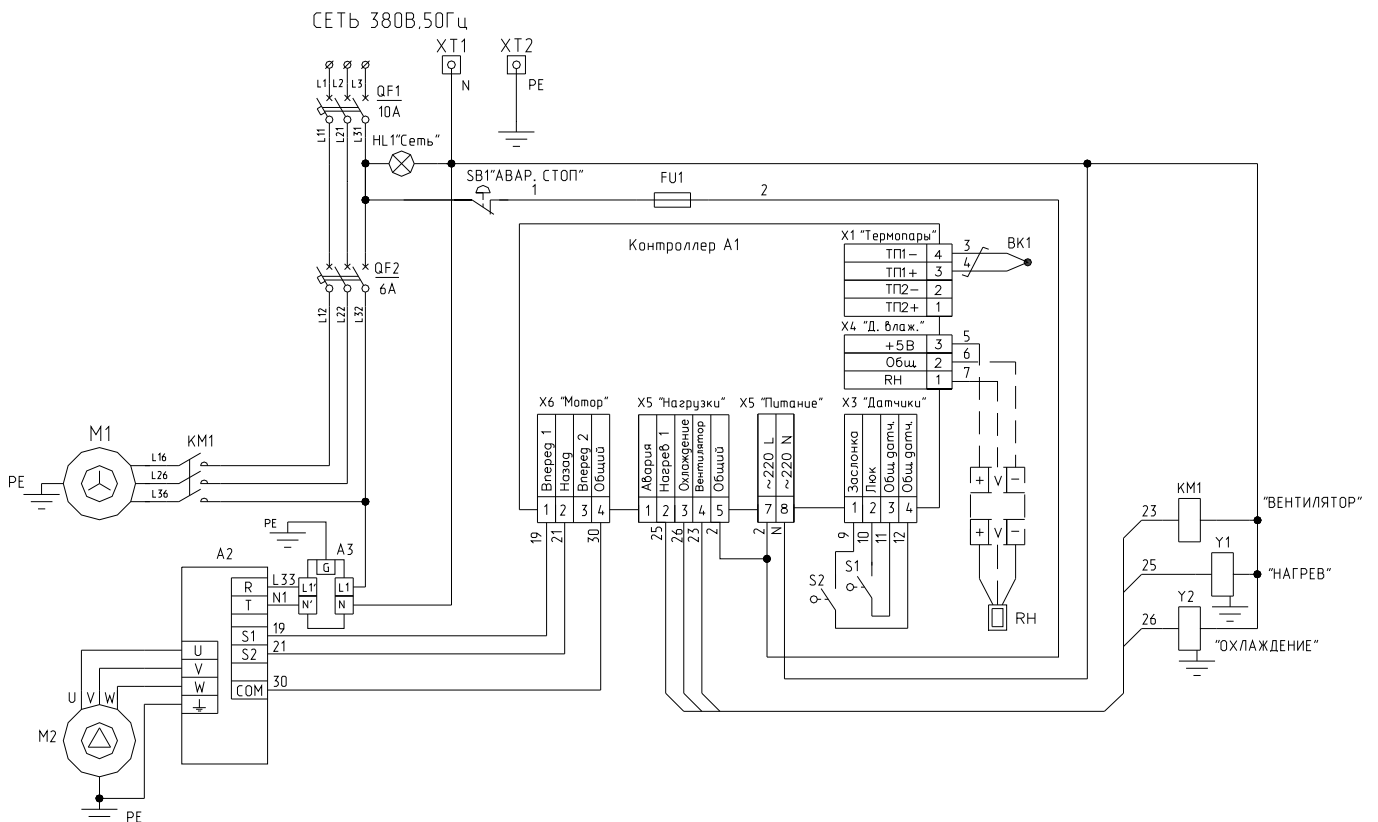 СЕТЬ 380В,50Гц
XT1
XT2
L1 L2 L3
N
PE
QF1
10А
L11 L21 L31
HL1"Сеть"
SB1"АВАР. СТОП"
1
FU1
2
Контроллер А1
X1 "Термопары"
ТП1− 4
ТП1+ 3
ТП2− 2
ТП2+ 1
3
4
BK1
QF2
6А
L12 L22 L32
X4 "Д. влаж."
+5В 3
Общ 2
RH 1
5
6
7
X6 "Мотор"
Вперед 1
Назад
Вперед 2
Общий
1 2 3 4
19 21 30
X5 "Нагрузки"
Авария
Нагрев 1
Охлаждение
Вентилятор
Общий
1 2 3 4 5
25 26 23 2
X5 "Питание"
~220 L
~220 N
7 8
2 N
X3 "Датчики"
Заслонка
Люк
Общ датч.
Общ датч.
1 2 3 4
9 10 11 12
S2
S1
+ V −
+ V −
RH
M1
KM1
PE
L16
L26
L36
PE
A3
G
L1' L1
N' N
A2
R L33
T N1
S1 19
S2 21
COM 30
U
V
W
U V W
M2
PE
23
KM1
"ВЕНТИЛЯТОР"
25
Y1
"НАГРЕВ"
26
Y2
"ОХЛАЖДЕНИЕ"